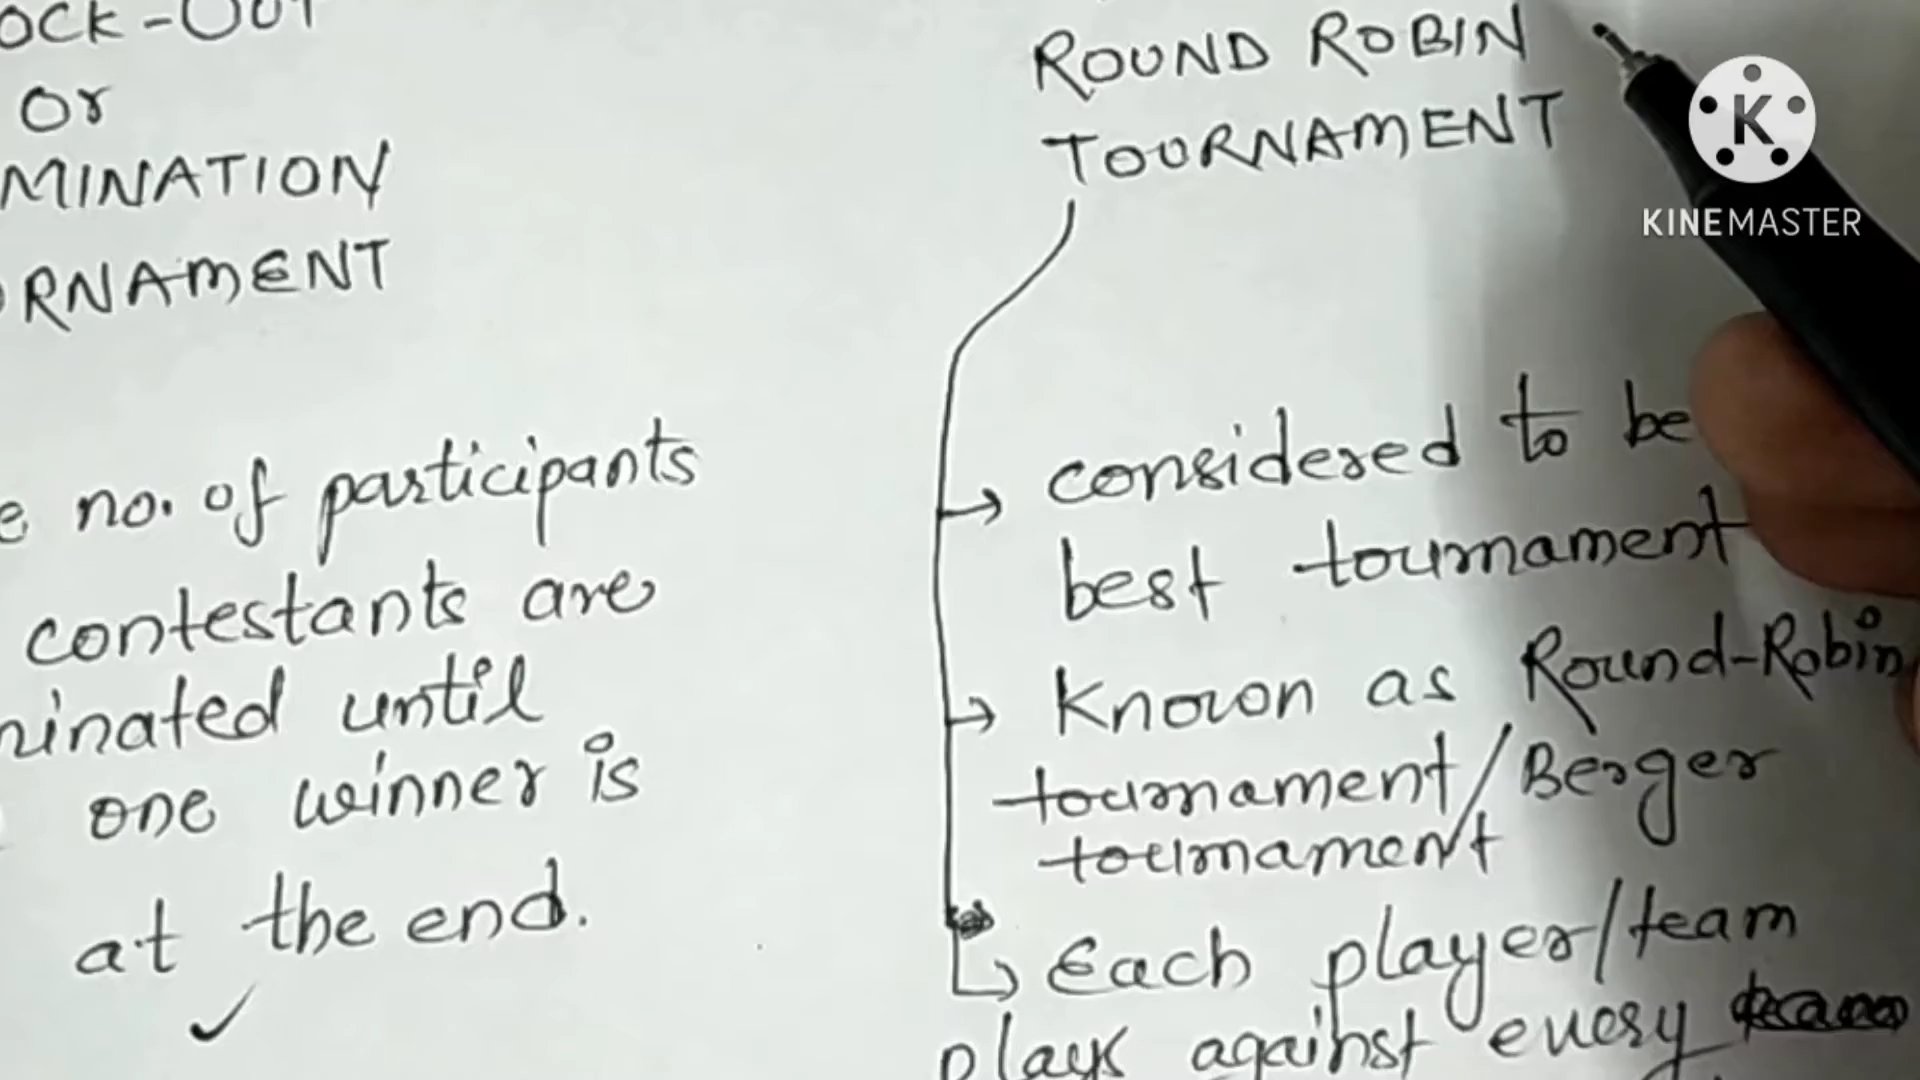 OCK-OUT
Or
MINATION
ORNAMENT
e no. of participants
contestants are
minated until
one winner is
at the end.
ROUND ROBIN
TOURNAMENT
considered to be
best tournament
Known as Round-Robin
tournament/Berger
tournament
Each player/team
plays against every
KINEMASTER